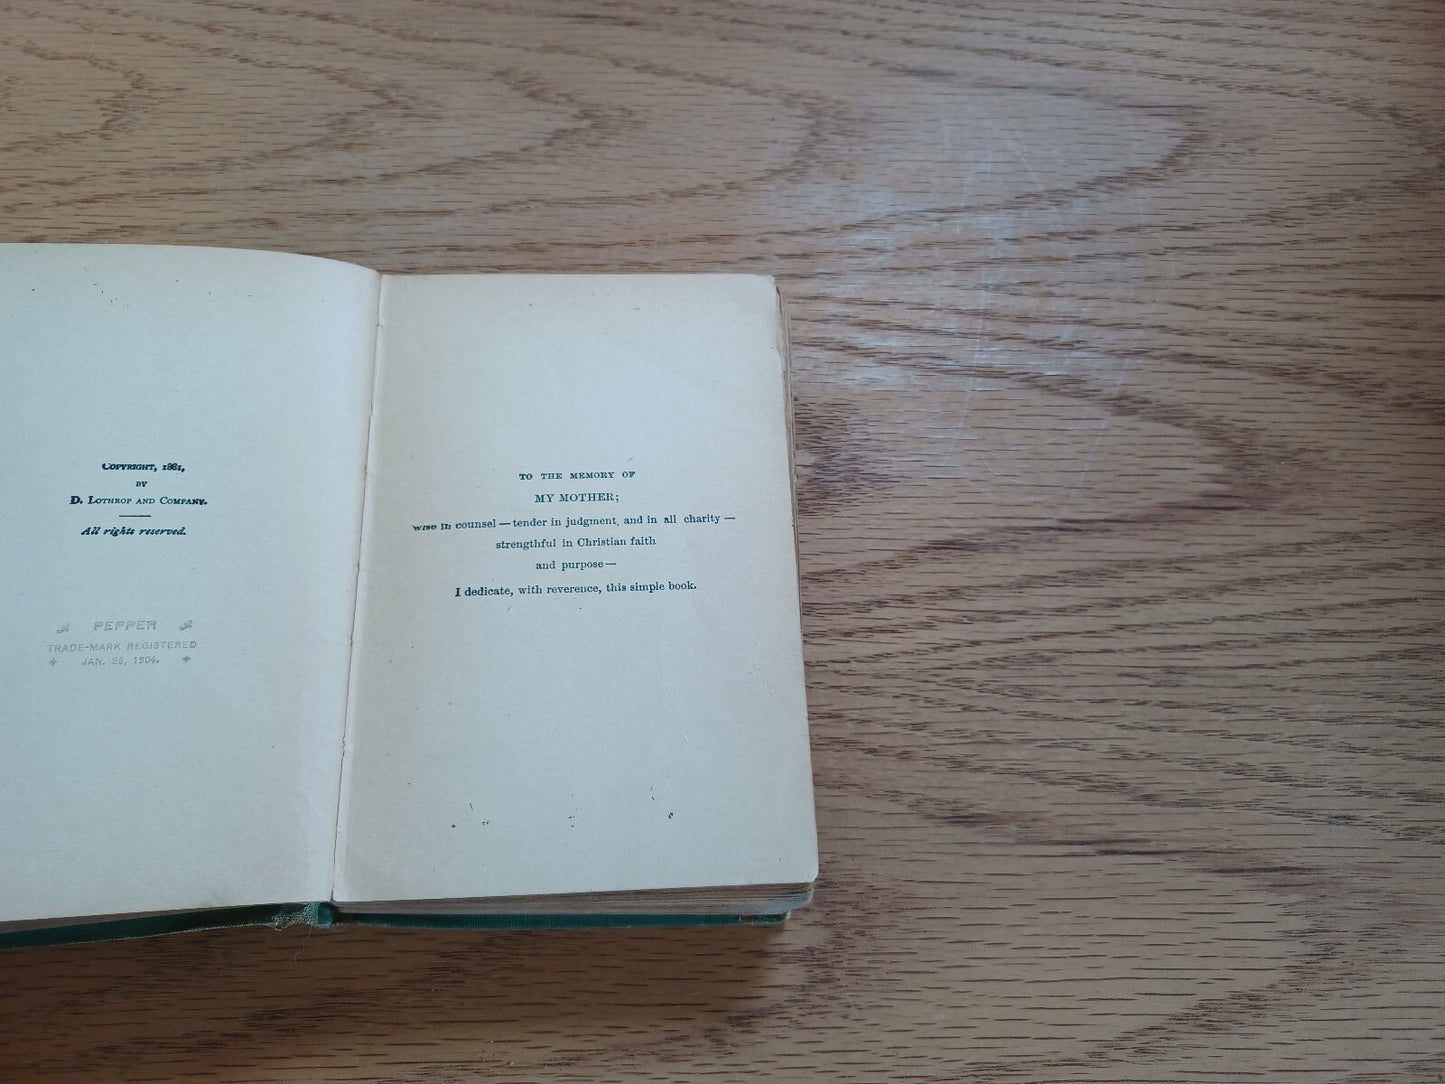 COPYRIGHT, 1881,
BY
D. LOTHROP AND COMPANY.
All rights reserved.
PEPPER
TRADE-MARK REGISTERED
JAN. 26, 1904.
TO THE MEMORY OF
MY MOTHER;
wise in counsel — tender in judgment, and in all charity —
strengthful in Christian faith
and purpose —
I dedicate, with reverence, this simple book.